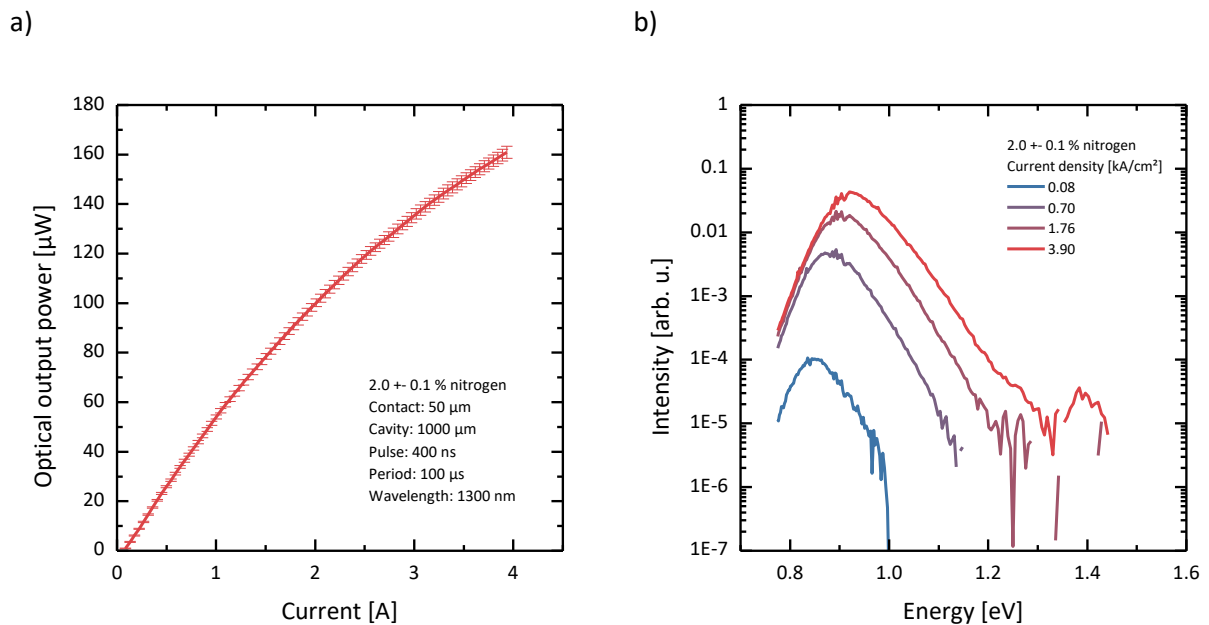 a)
180
160
140
120
100
80
60
40
20
0
Optical output power [µW]
2.0 +- 0.1 % nitrogen
Contact: 50 µm
Cavity: 1000 µm
Pulse: 400 ns
Period: 100 µs
Wavelength: 1300 nm
0 1 2 3 4
Current [A]
b)
1
0.1
0.01
1E-3
1E-4
1E-5
1E-6
1E-7
Intensity [arb. u.]
2.0 +- 0.1 % nitrogen
Current density [kA/cm²]
0.08
0.70
1.76
3.90
0.8 1.0 1.2 1.4 1.6
Energy [eV]